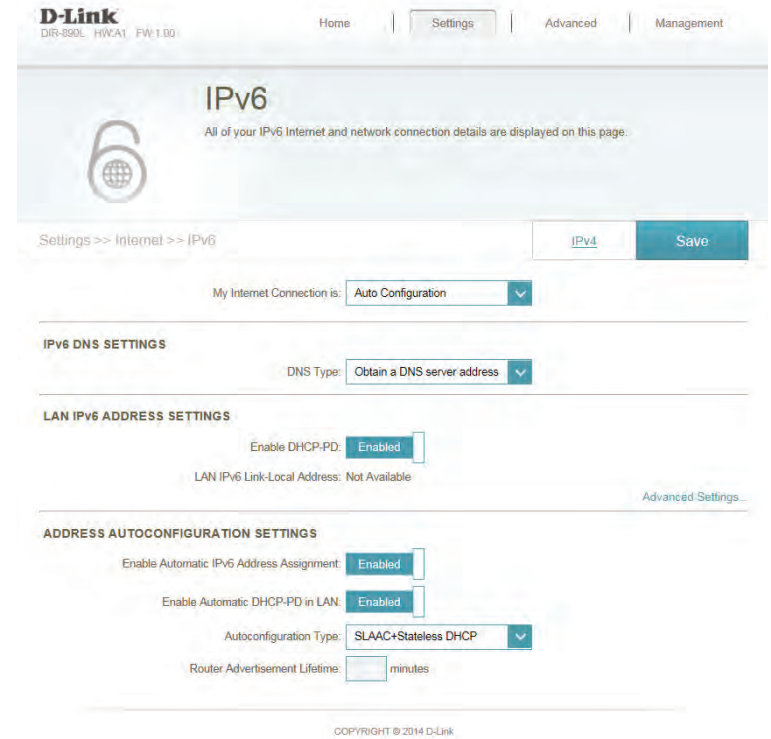 D-Link
DIR-890L HW:A1 FW:1.00
Home Settings Advanced Management
IPv6
All of your IPv6 Internet and network connection details are displayed on this page.
Settings >> Internet >> IPv6
IPv4 Save
My Internet Connection is: Auto Configuration
IPv6 DNS SETTINGS
DNS Type: Obtain a DNS server address
LAN IPv6 ADDRESS SETTINGS
Enable DHCP-PD: Enabled
LAN IPv6 Link-Local Address: Not Available
Advanced Settings...
ADDRESS AUTOCONFIGURATION SETTINGS
Enable Automatic IPv6 Address Assignment: Enabled
Enable Automatic DHCP-PD in LAN: Enabled
Autoconfiguration Type: SLAAC+Stateless DHCP
Router Advertisement Lifetime: minutes
COPYRIGHT © 2014 D-Link